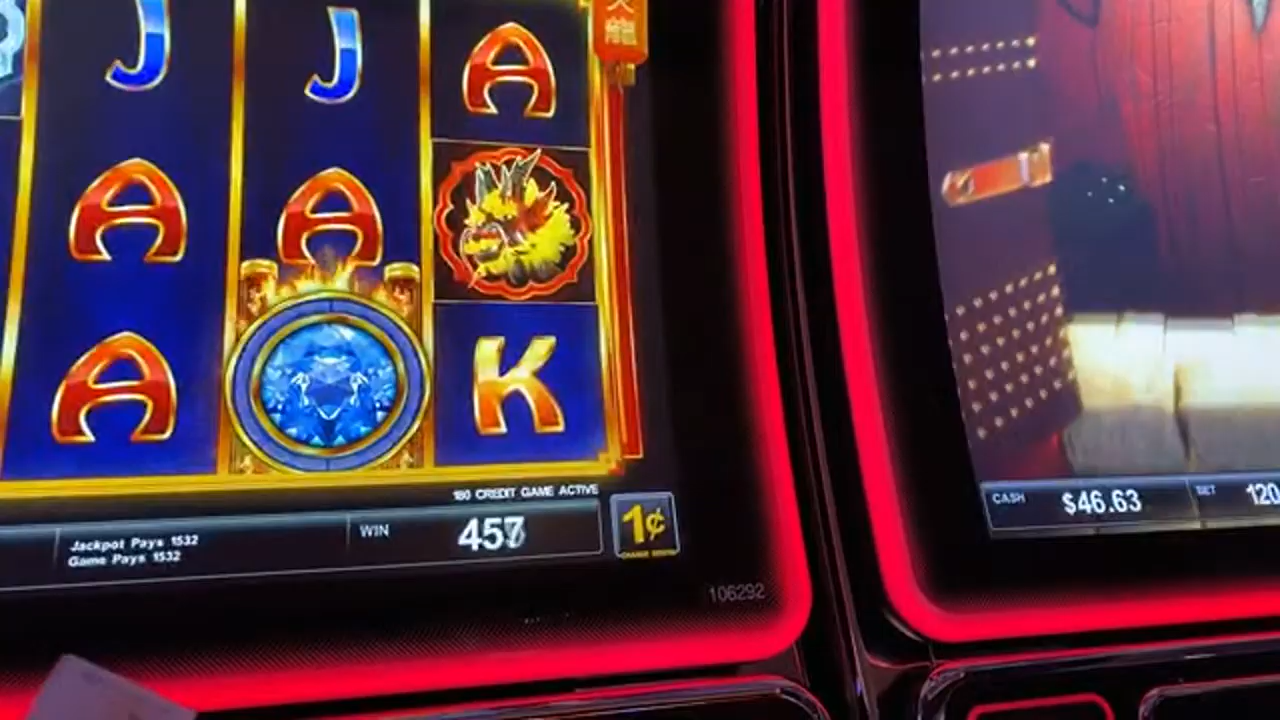 J J A
A A
A K
180 CREDIT GAME ACTIVE
Jackpot Pays 1532
Game Pays 1532
WIN 457
1¢
106292
CASH $46.63 BET 120